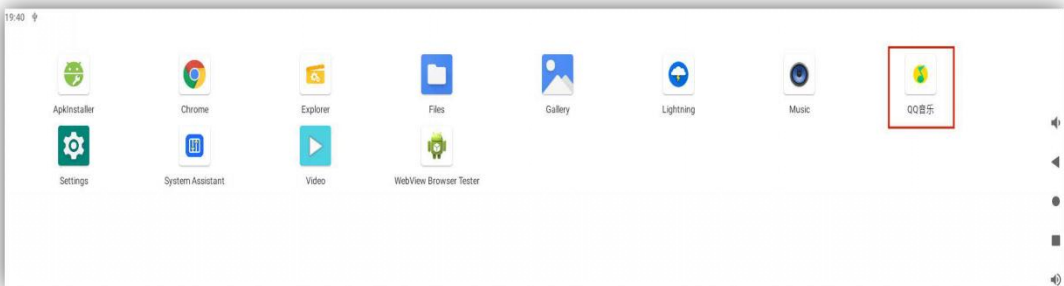 19:40
ApkInstaller
Chrome
Explorer
Files
Gallery
Lightning
Music
QQ音乐
Settings
System Assistant
Video
WebView Browser Tester